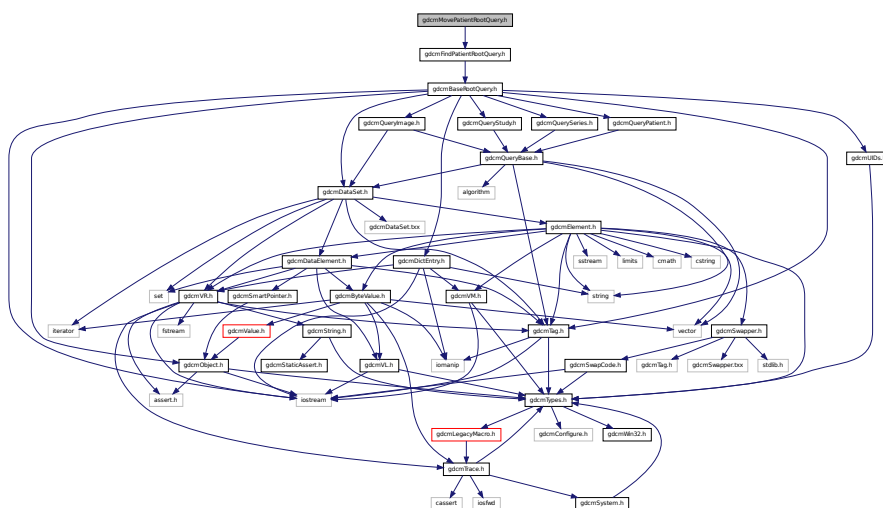 gdcmMovePatientRootQuery.h
gdcmFindPatientRootQuery.h
gdcmBaseRootQuery.h
gdcmQueryImage.h
gdcmQueryStudy.h
gdcmQuerySeries.h
gdcmQueryPatient.h
gdcmQueryBase.h
gdcmUIDs.
algorithm
gdcmDataSet.h
gdcmDataSet.txx
gdcmElement.h
gdcmDataElement.h
gdcmDictEntry.h
sstream
limits
cmath
cstring
set
gdcmVR.h
gdcmSmartPointer.h
gdcmByteValue.h
gdcmVM.h
string
iterator
fstream
gdcmValue.h
gdcmString.h
gdcmTag.h
vector
gdcmSwapper.h
gdcmObject.h
gdcmStaticAssert.h
gdcmVL.h
iomanip
gdcmSwapCode.h
gdcmTag.h
gdcmSwapper.txx
stdlib.h
assert.h
iostream
gdcmTypes.h
gdcmLegacyMacro.h
gdcmConfigure.h
gdcmWin32.h
gdcmTrace.h
cassert
iosfwd
gdcmSystem.h